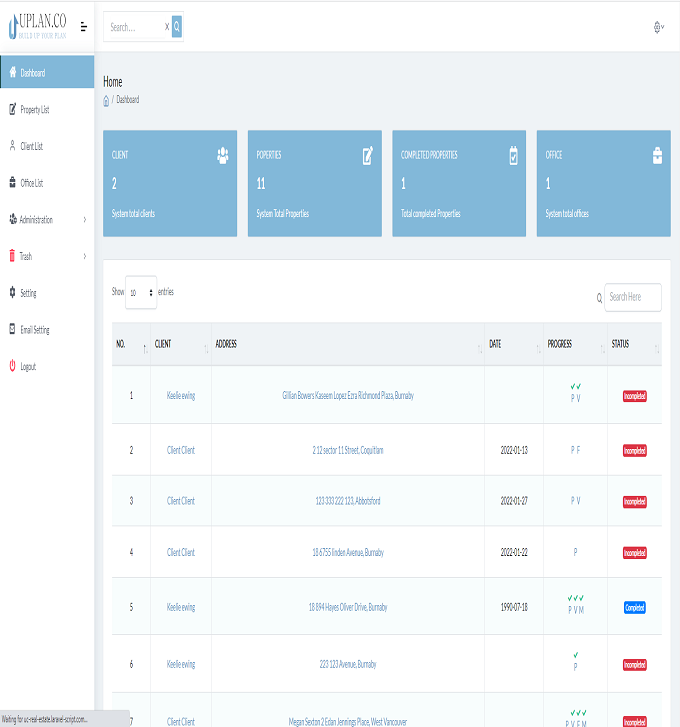 UPLAN.CO
BUILD UP YOUR PLAN
Search...
X
Dashboard
Property List
Client List
Office List
Administration
Trash
Setting
Email Setting
Logout
Home
/ Dashboard
CLIENT
2
System total clients
POPERTIES
11
System Total Properties
COMPLETED PROPERTIES
1
Total completed Properties
OFFICE
1
System total offices
Show 10 entries
Search Here
NO. CLIENT ADDRESS DATE PROGRESS STATUS
1 Keelie ewing Gillian Bowers Kaseem Lopez Ezra Richmond Plaza, Burnaby P V Incompleted
2 Client Client 2 12 sector 11 Street, Coquitlam 2022-01-13 P F Incompleted
3 Client Client 123 333 222 123, Abbotsford 2022-01-27 P V Incompleted
4 Client Client 18 6755 linden Avenue, Burnaby 2022-01-22 P Incompleted
5 Keelie ewing 18 894 Hayes Oliver Drive, Burnaby 1990-07-18 P V M Completed
6 Keelie ewing 223 123 Avenue, Burnaby P Incompleted
7 Client Client Megan Sexton 2 Edan Jennings Place, West Vancouver P V F M Incompleted
Waiting for uc-real-estate.laravel-script.com...